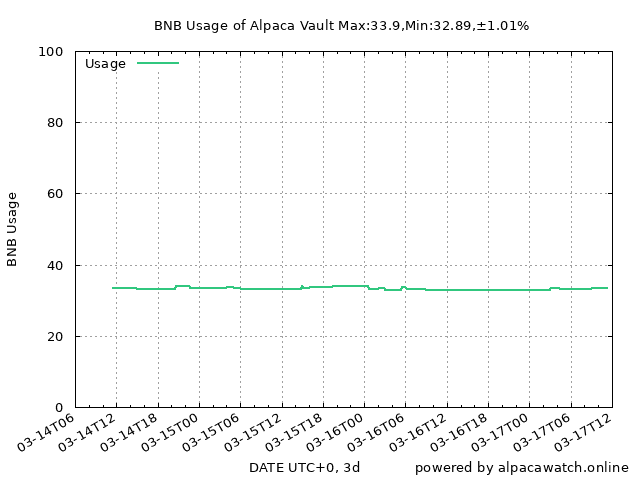 BNB Usage of Alpaca Vault Max:33.9,Min:32.89,±1.01%
Usage
100
80
60
40
20
0
BNB Usage
03-14T06
03-14T12
03-14T18
03-15T00
03-15T06
03-15T12
03-15T18
03-16T00
03-16T06
03-16T12
03-16T18
03-17T00
03-17T06
03-17T12
DATE UTC+0, 3d
powered by alpacawatch.online